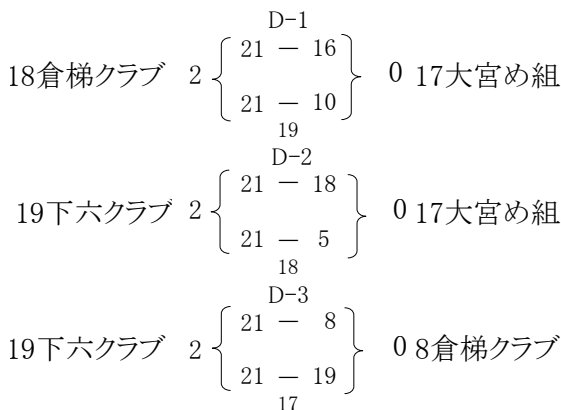 D-1
21 － 16
18倉梯クラブ 2 0 17大宮め組
21 － 10
19
D-2
21 － 18
19下六クラブ 2 0 17大宮め組
21 － 5
18
D-3
21 － 8
19下六クラブ 2 0 8倉梯クラブ
21 － 19
17